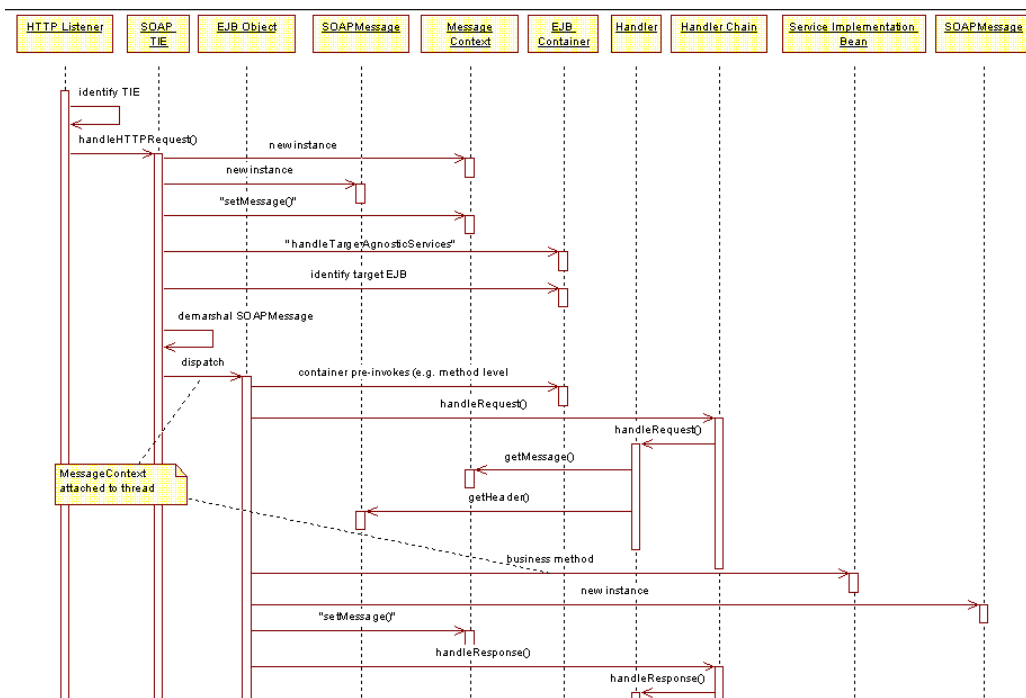 HTTP Listener
SOAP
TIE
EJB Object
SOAPMessage
Message
Context
EJB
Container
Handler
Handler Chain
Service Implementation
Bean
SOAPMessage
identify TIE
handleHTTPRequest()
new instance
new instance
"setMessage()"
"handleTargeAgnosticServices"
identify target EJB
demarshal SOAPMessage
dispatch
container pre-invokes (e.g. method level
handleRequest()
handleRequest()
getMessage()
MessageContext
attached to thread
getHeader()
business method
new instance
"setMessage()"
handleResponse()
handleResponse()